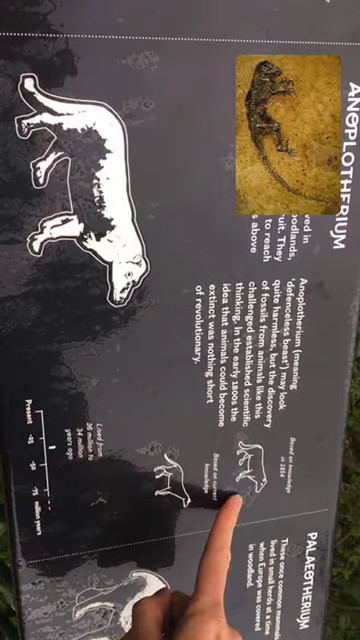 ANOPLOTHERIUM
ved in
odlands,
ruit. They
to reach
s above
Anoplotherium (meaning
'defenceless beast') may look
quite harmless, but the discovery
of fossils from animals like this
challenged established scientific
thinking. In the early 1800s the
idea that animals could become
extinct was nothing short
of revolutionary.
Based on knowledge
in 1854
Based on current
knowledge
Lived from
36 million to
34 million
years ago
Present -25 -50 -75 million years
PALAEOTHERIUM
These once common mammals
lived in small herds at a time
when Europe was covered
in woodland.